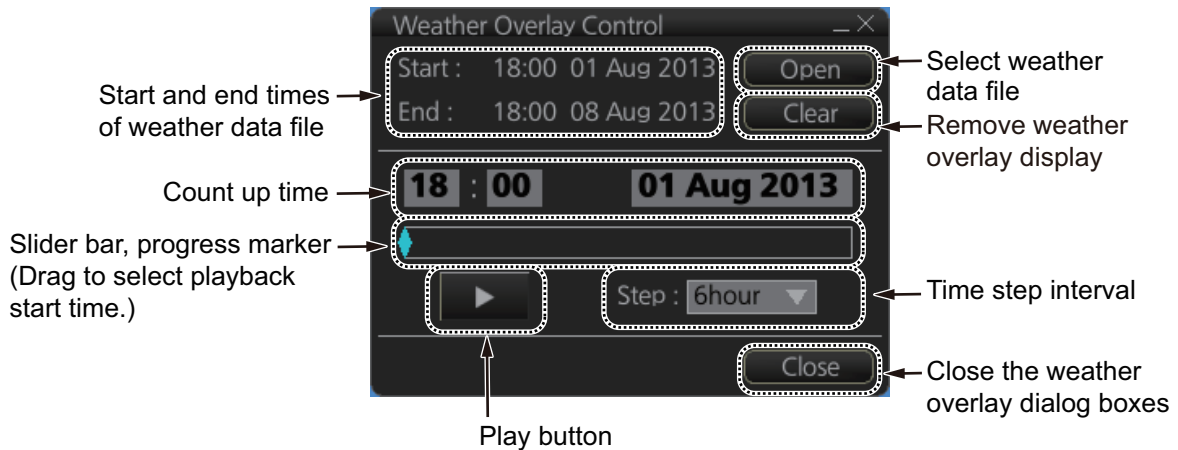 Weather Overlay Control
Start : 18:00 01 Aug 2013
Open
Select weather
data file
Start and end times
of weather data file
End : 18:00 08 Aug 2013
Clear
Remove weather
overlay display
Count up time
18 : 00 01 Aug 2013
Slider bar, progress marker
(Drag to select playback
start time.)
Step : 6hour
Time step interval
Close
Close the weather
overlay dialog boxes
Play button